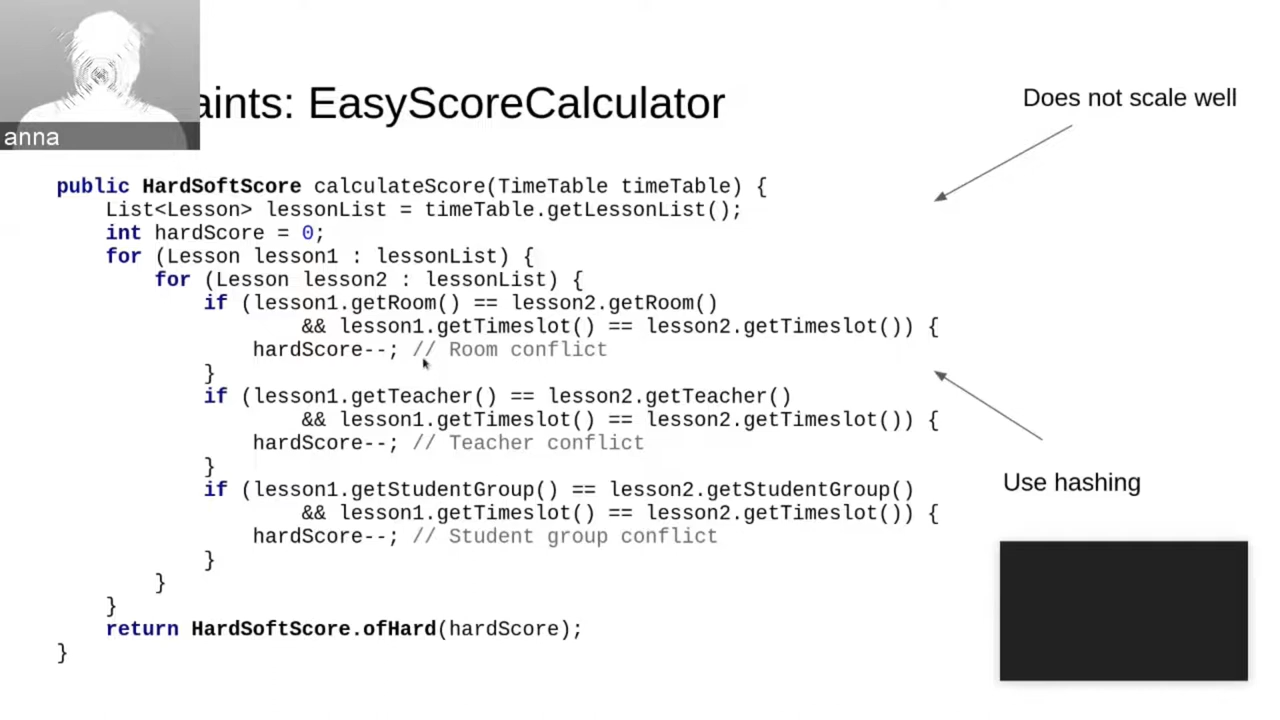 anna
aints: EasyScoreCalculator
Does not scale well
public HardSoftScore calculateScore(TimeTable timeTable) {
List<Lesson> lessonList = timeTable.getLessonList();
int hardScore = 0;
for (Lesson lesson1 : lessonList) {
for (Lesson lesson2 : lessonList) {
if (lesson1.getRoom() == lesson2.getRoom()
&& lesson1.getTimeslot() == lesson2.getTimeslot()) {
hardScore--; // Room conflict
}
if (lesson1.getTeacher() == lesson2.getTeacher()
&& lesson1.getTimeslot() == lesson2.getTimeslot()) {
hardScore--; // Teacher conflict
}
if (lesson1.getStudentGroup() == lesson2.getStudentGroup()
&& lesson1.getTimeslot() == lesson2.getTimeslot()) {
hardScore--; // Student group conflict
}
}
}
return HardSoftScore.ofHard(hardScore);
}
Use hashing